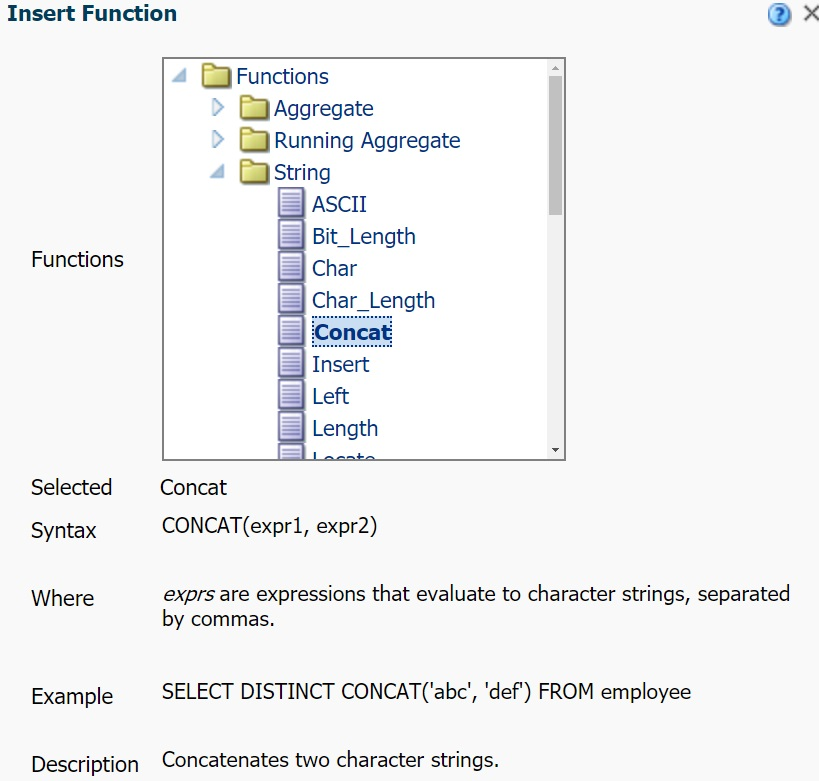 Insert Function
Functions
Functions
Aggregate
Running Aggregate
String
ASCII
Bit_Length
Char
Char_Length
Concat
Insert
Left
Length
Locate
Selected Concat
Syntax CONCAT(expr1, expr2)
Where exprs are expressions that evaluate to character strings, separated
by commas.
Example SELECT DISTINCT CONCAT('abc', 'def') FROM employee
Description Concatenates two character strings.